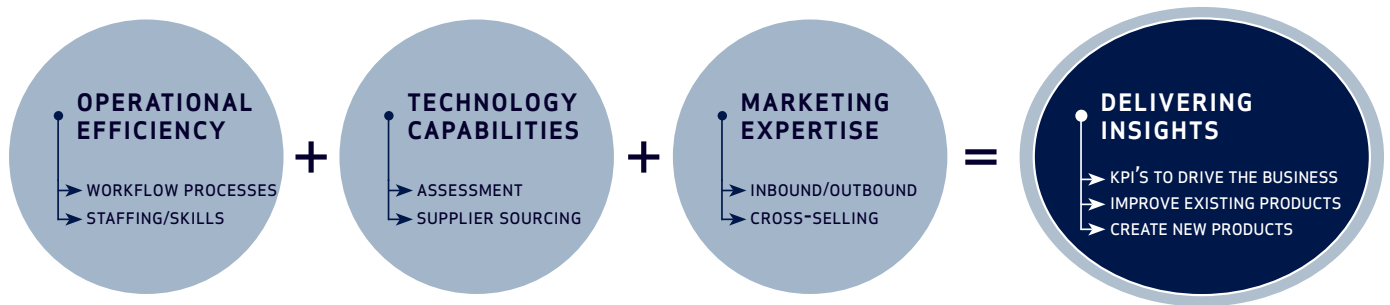 OPERATIONAL
EFFICIENCY
WORKFLOW PROCESSES
STAFFING/SKILLS
+
TECHNOLOGY
CAPABILITIES
ASSESSMENT
SUPPLIER SOURCING
+
MARKETING
EXPERTISE
INBOUND/OUTBOUND
CROSS-SELLING
=
DELIVERING
INSIGHTS
KPI'S TO DRIVE THE BUSINESS
IMPROVE EXISTING PRODUCTS
CREATE NEW PRODUCTS